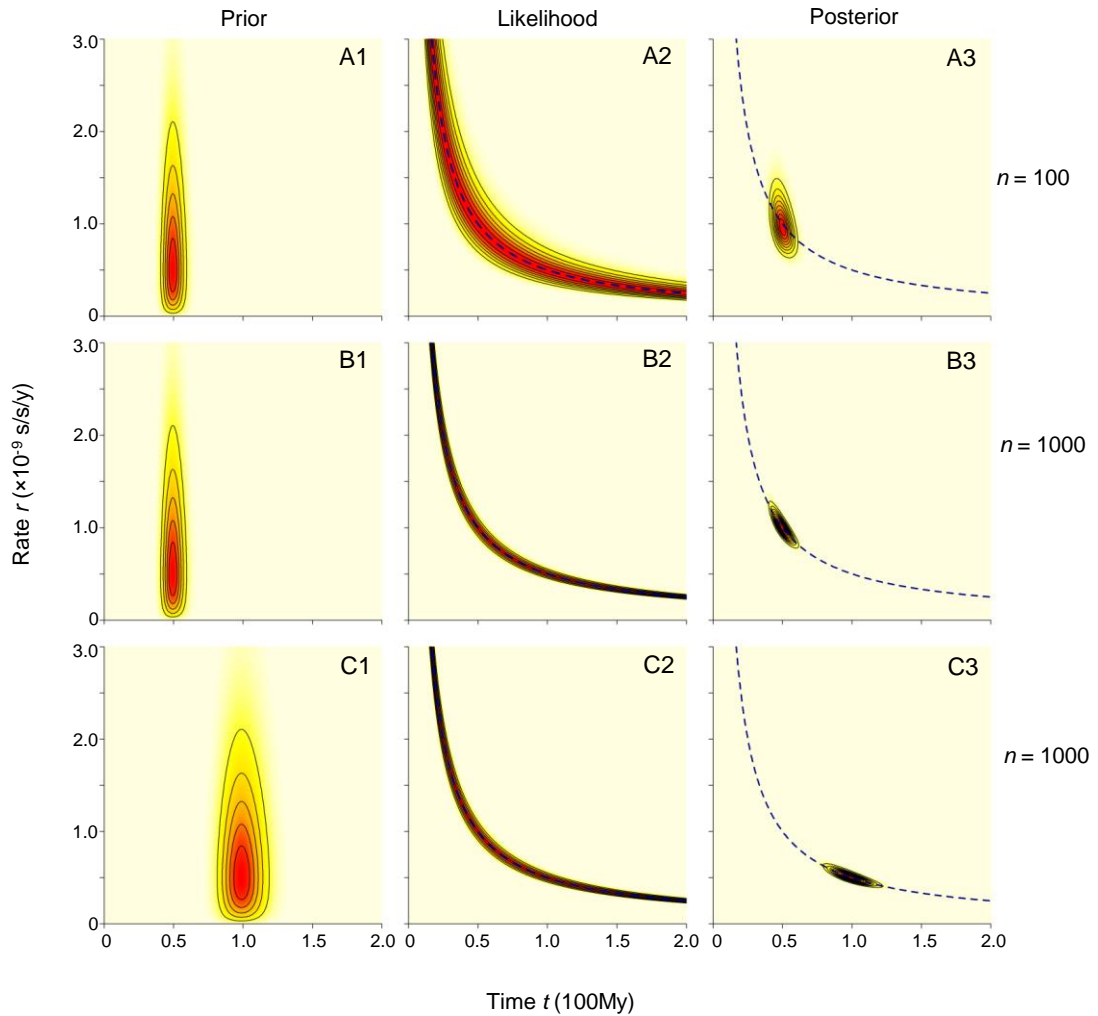 Prior Likelihood Posterior
3.0 A1 A2 A3
2.0
1.0
0
n = 100
3.0 B1 B2 B3
2.0
1.0
0
n = 1000
Rate r (×10⁻⁹ s/s/y)
3.0 C1 C2 C3
2.0
1.0
0
n = 1000
0 0.5 1.0 1.5 2.0 0 0.5 1.0 1.5 2.0 0 0.5 1.0 1.5 2.0
Time t (100My)